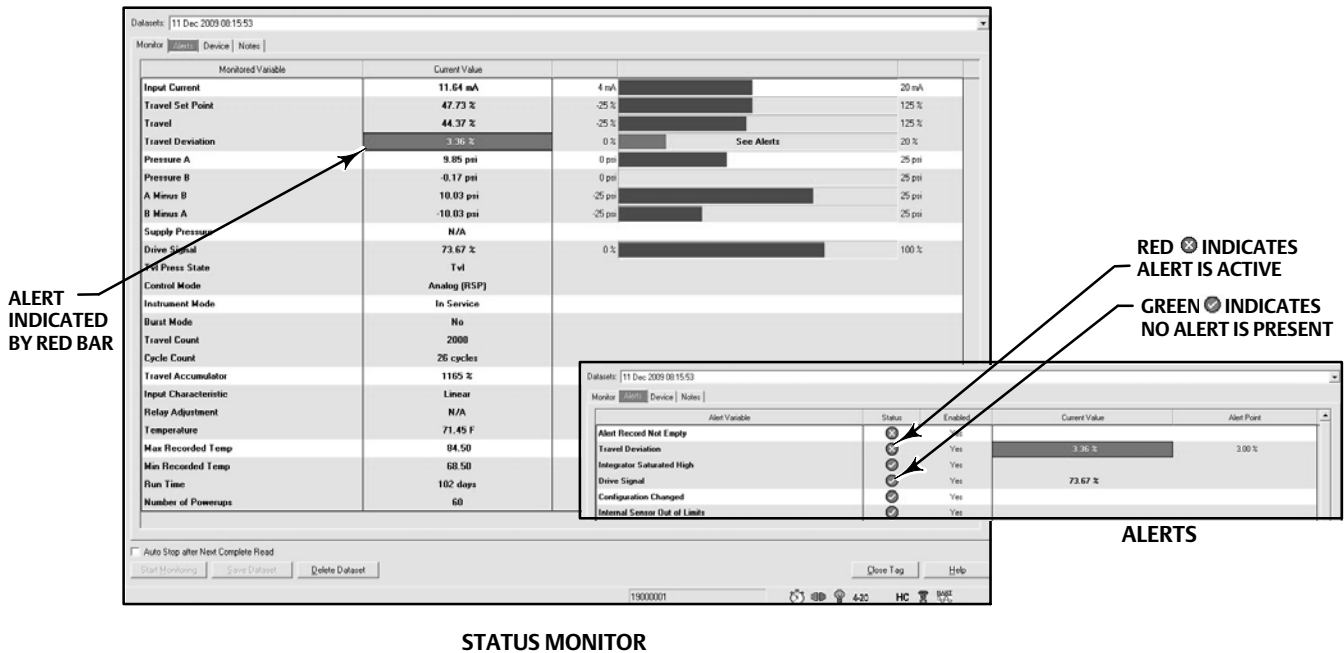 Datasets: 11 Dec 2009 08:15:53
Monitor Alerts Device Notes
Monitored Variable Current Value
Input Current 11.64 mA 4 mA 20 mA
Travel Set Point 47.73 % -25 % 125 %
Travel 44.37 % -25 % 125 %
Travel Deviation 3.36 % 0 % See Alerts 20 %
Pressure A 9.85 psi 0 psi 25 psi
Pressure B -0.17 psi 0 psi 25 psi
A Minus B 10.03 psi -25 psi 25 psi
B Minus A -10.03 psi -25 psi 25 psi
Supply Pressure N/A
Drive Signal 73.67 % 0 % 100 %
Tvl Press State Tvl
Control Mode Analog (RSP)
Instrument Mode In Service
Burst Mode No
Travel Count 2000
Cycle Count 26 cycles
Travel Accumulator 1165 %
Input Characteristic Linear
Relay Adjustment N/A
Temperature 71.45 F
Max Recorded Temp 84.50
Min Recorded Temp 68.50
Run Time 102 days
Number of Powerups 60
Auto Stop after Next Complete Read
Start Monitoring Save Dataset Delete Dataset Close Tag Help
19000001 4-20 HC
ALERT
INDICATED
BY RED BAR
RED INDICATES
ALERT IS ACTIVE
GREEN INDICATES
NO ALERT IS PRESENT
Datasets: 11 Dec 2009 08:15:53
Monitor Alerts Device Notes
Alert Variable Status Enabled Current Value Alert Point
Alert Record Not Empty Yes
Travel Deviation Yes 3.36 % 3.00 %
Integrator Saturated High Yes
Drive Signal Yes 73.67 %
Configuration Changed Yes
Internal Sensor Out of Limits Yes
ALERTS
STATUS MONITOR